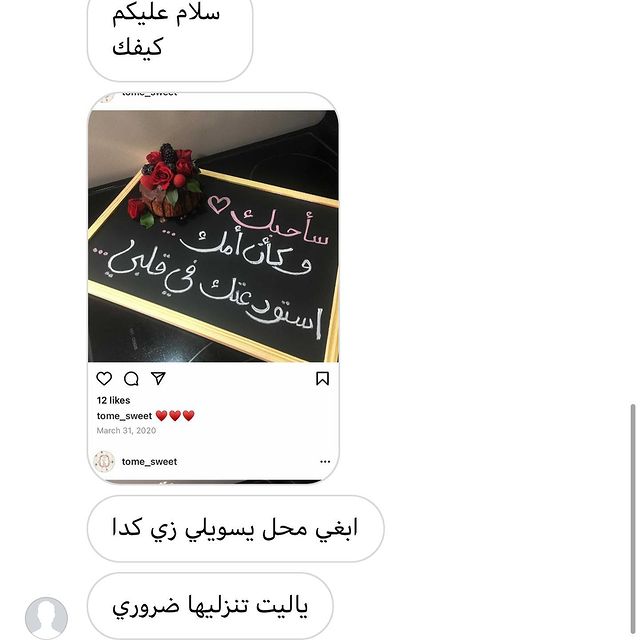 سلام عليكم
كيفك
tome_sweet
سأحبك
... وكأن أمك
استودعتك في قلبي ...
12 likes
tome_sweet ❤️❤️❤️
March 31, 2020
tome_sweet
ابغي محل يسويلي زي كدا
ياليت تنزليها ضروري